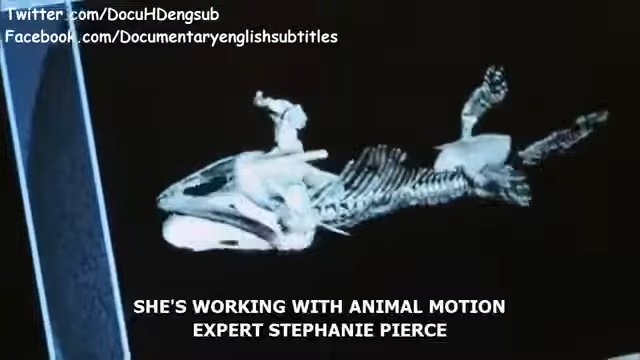 Twitter.com/DocuHDengsub
Facebook.com/Documentaryenglishsubtitles
SHE'S WORKING WITH ANIMAL MOTION
EXPERT STEPHANIE PIERCE